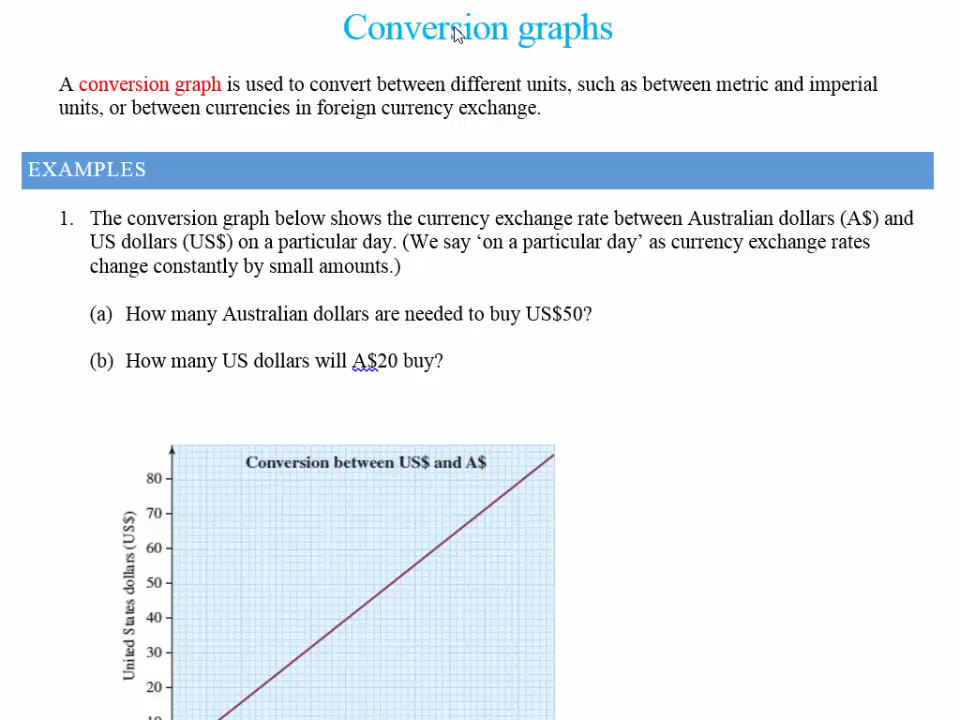 Conversion graphs
A conversion graph is used to convert between different units, such as between metric and imperial
units, or between currencies in foreign currency exchange.
EXAMPLES
1. The conversion graph below shows the currency exchange rate between Australian dollars (A$) and
US dollars (US$) on a particular day. (We say ‘on a particular day’ as currency exchange rates
change constantly by small amounts.)
(a) How many Australian dollars are needed to buy US$50?
(b) How many US dollars will A$20 buy?
Conversion between US$ and A$
United States dollars (US$)
80
70
60
50
40
30
20
10